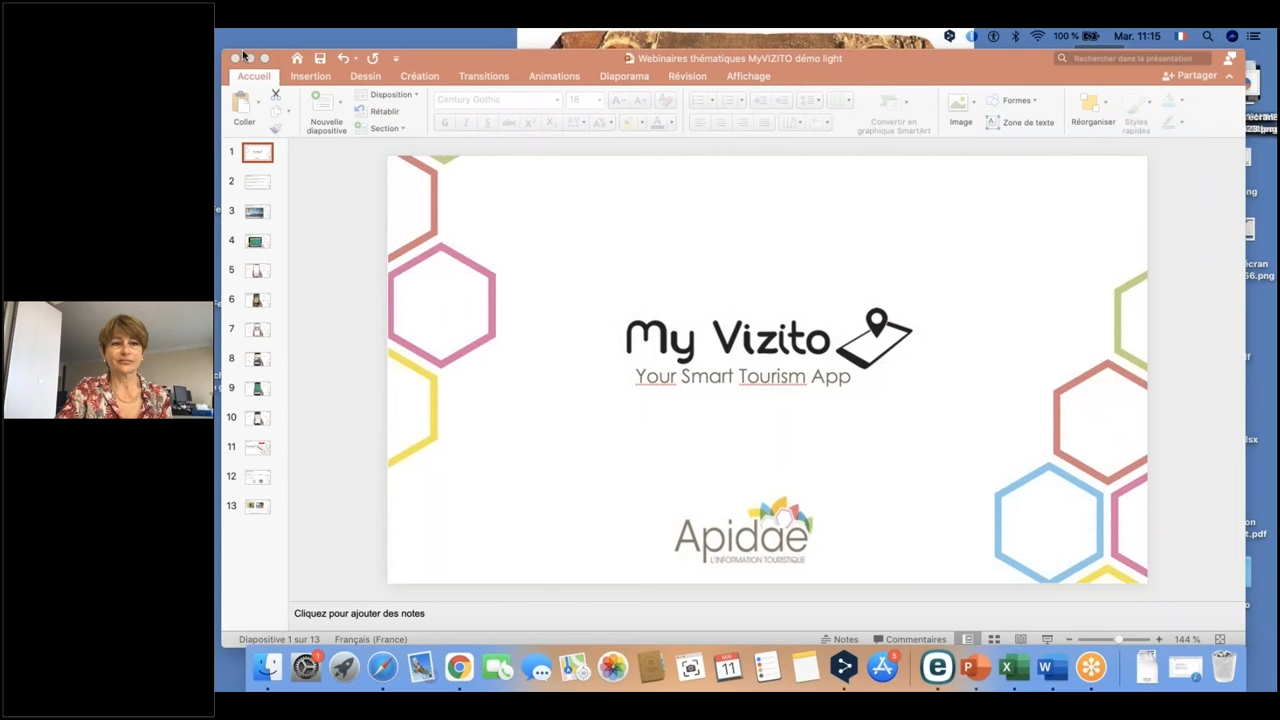 100 %
Mar. 11:15
Webinaires thématiques MyVIZITO démo light
Rechercher dans la présentation
Accueil
Insertion
Dessin
Création
Transitions
Animations
Diaporama
Révision
Affichage
Partager
Coller
Nouvelle
diapositive
Disposition
Rétablir
Section
Century Gothic
18
Convertir en
graphique SmartArt
Image
Formes
Zone de texte
Réorganiser
Styles
rapides
1
2
3
4
5
6
7
8
9
10
11
12
13
My Vizito
Your Smart Tourism App
Apidae
L'INFORMATION TOURISTIQUE
Cliquez pour ajouter des notes
Diapositive 1 sur 13
Français (France)
Notes
Commentaires
144 %
MAI
11